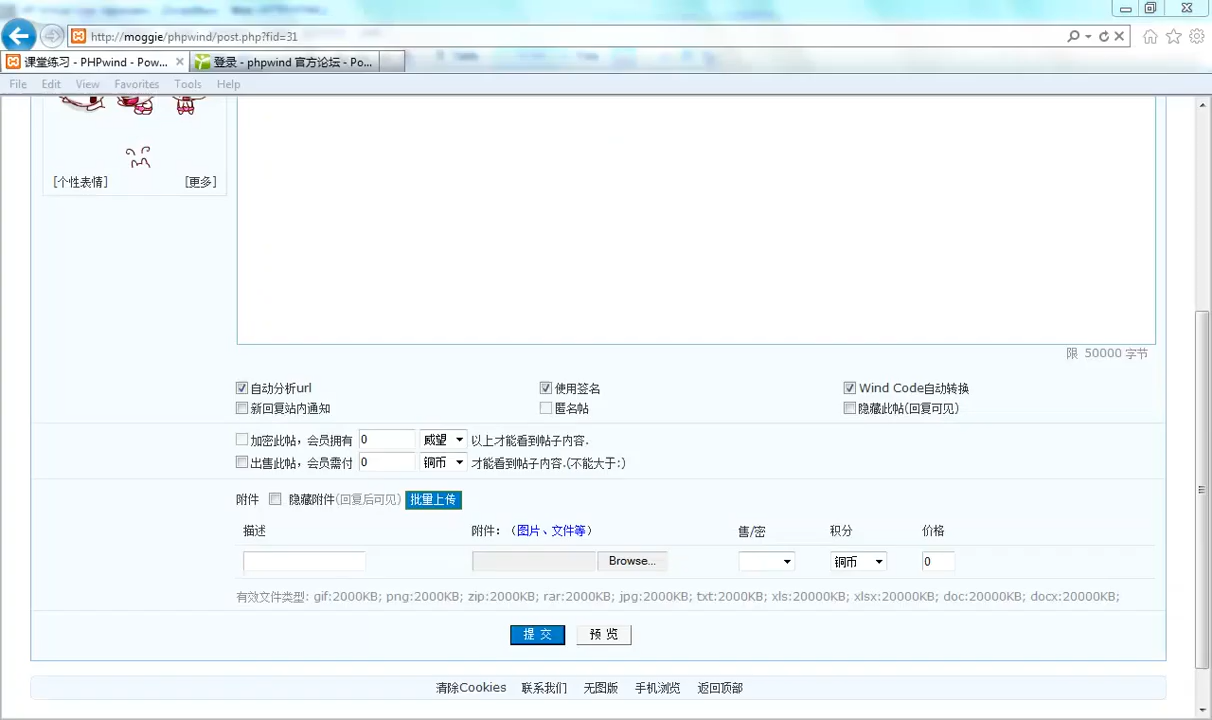 http://moggie/phpwind/post.php?fid=31
课堂练习 - PHPwind - Pow...
登录 - phpwind 官方论坛 - Po...
File Edit View Favorites Tools Help
[个性表情] [更多]
限 50000 字节
自动分析url 使用签名 Wind Code自动转换
新回复站内通知 匿名帖 隐藏此帖(回复可见)
加密此帖，会员拥有 0 威望 以上才能看到帖子内容.
出售此帖，会员需付 0 铜币 才能看到帖子内容.(不能大于:)
附件 隐藏附件(回复后可见) 批量上传
描述 附件：（图片、文件等） 售/密 积分 价格
Browse... 铜币 0
有效文件类型: gif:2000KB; png:2000KB; zip:2000KB; rar:2000KB; jpg:2000KB; txt:2000KB; xls:20000KB; xlsx:20000KB; doc:20000KB; docx:20000KB;
提 交 预 览
清除Cookies 联系我们 无图版 手机浏览 返回顶部